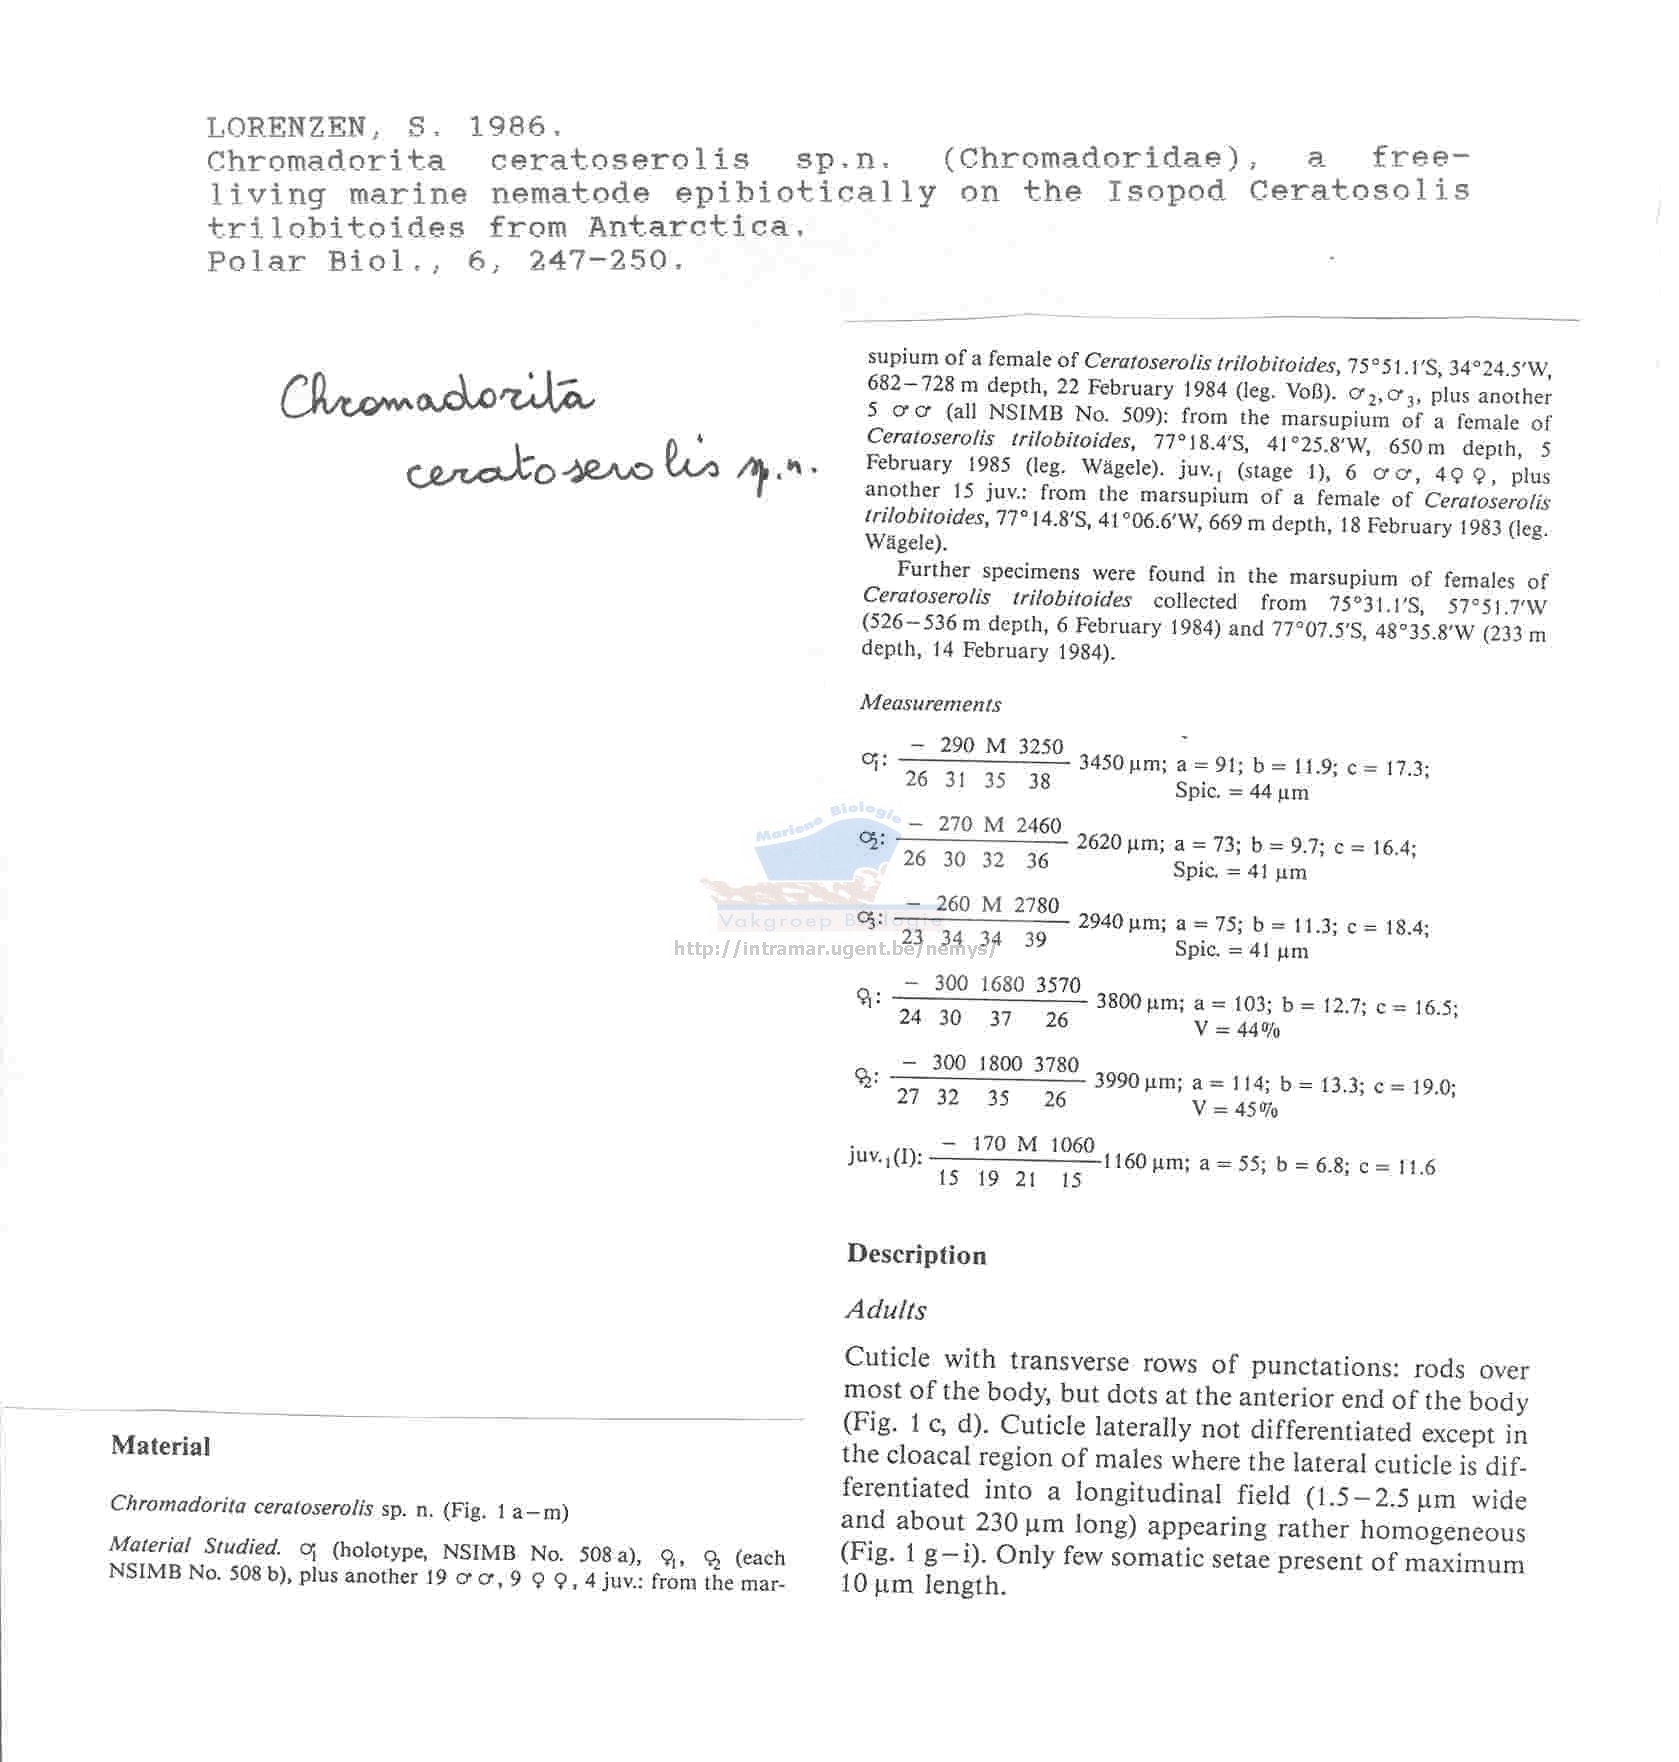 LORENZEN, S. 1986.
Chromadorita ceratoserolis sp.n. (Chromadoridae), a free-
living marine nematode epibiotically on the Isopod Ceratosolis
trilobitoides from Antarctica.
Polar Biol., 6, 247-250.
Chromadorita
ceratoserolis sp.n.
Material
Chromadorita ceratoserolis sp. n. (Fig. 1 a–m)
Material Studied. ♂1 (holotype, NSIMB No. 508 a), ♀1, ♀2 (each
NSIMB No. 508 b), plus another 19 ♂♂, 9 ♀♀, 4 juv.: from the mar-
supium of a female of Ceratoserolis trilobitoides, 75°51.1′S, 34°24.5′W,
682–728 m depth, 22 February 1984 (leg. Voß). ♂2, ♂3, plus another
5 ♂♂ (all NSIMB No. 509): from the marsupium of a female of
Ceratoserolis trilobitoides, 77°18.4′S, 41°25.8′W, 650 m depth, 5
February 1985 (leg. Wägele). juv.1 (stage 1), 6 ♂♂, 4♀♀, plus
another 15 juv.: from the marsupium of a female of Ceratoserolis
trilobitoides, 77°14.8′S, 41°06.6′W, 669 m depth, 18 February 1983 (leg.
Wägele).
Further specimens were found in the marsupium of females of
Ceratoserolis trilobitoides collected from 75°31.1′S, 57°51.7′W
(526–536 m depth, 6 February 1984) and 77°07.5′S, 48°35.8′W (233 m
depth, 14 February 1984).
Measurements
– 290 M 3250
♂1: 3450 µm; a = 91; b = 11.9; c = 17.3;
26 31 35 38
Spic. = 44 µm
– 270 M 2460
♂2: 2620 µm; a = 73; b = 9.7; c = 16.4;
26 30 32 36
Spic. = 41 µm
– 260 M 2780
♂3: 2940 µm; a = 75; b = 11.3; c = 18.4;
23 34 34 39
Spic. = 41 µm
– 300 1680 3570
♀1: 3800 µm; a = 103; b = 12.7; c = 16.5;
24 30 37 26
V = 44%
– 300 1800 3780
♀2: 3990 µm; a = 114; b = 13.3; c = 19.0;
27 32 35 26
V = 45%
– 170 M 1060
juv.1(I): 1160 µm; a = 55; b = 6.8; c = 11.6
15 19 21 15
Description
Adults
Cuticle with transverse rows of punctations: rods over
most of the body, but dots at the anterior end of the body
(Fig. 1 c, d). Cuticle laterally not differentiated except in
the cloacal region of males where the lateral cuticle is dif-
ferentiated into a longitudinal field (1.5–2.5 µm wide
and about 230 µm long) appearing rather homogeneous
(Fig. 1 g–i). Only few somatic setae present of maximum
10 µm length.
Mariene Biologie
Vakgroep Biologie
http://intramar.ugent.be/nemys/